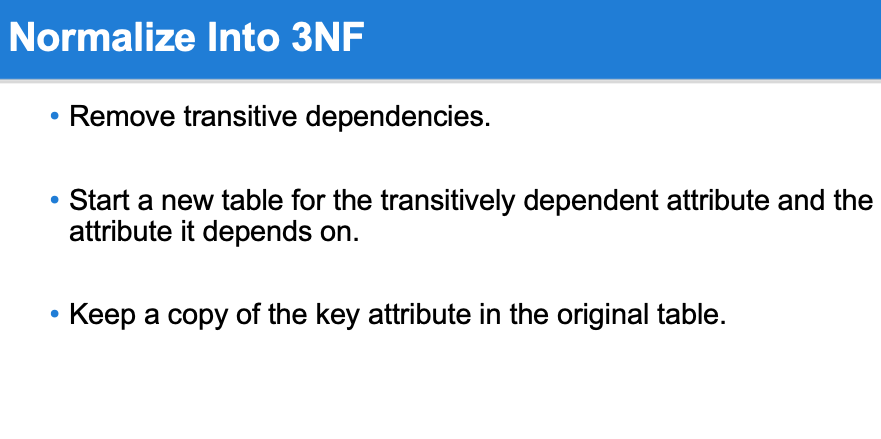 Normalize Into 3NF
• Remove transitive dependencies.
• Start a new table for the transitively dependent attribute and the
attribute it depends on.
• Keep a copy of the key attribute in the original table.